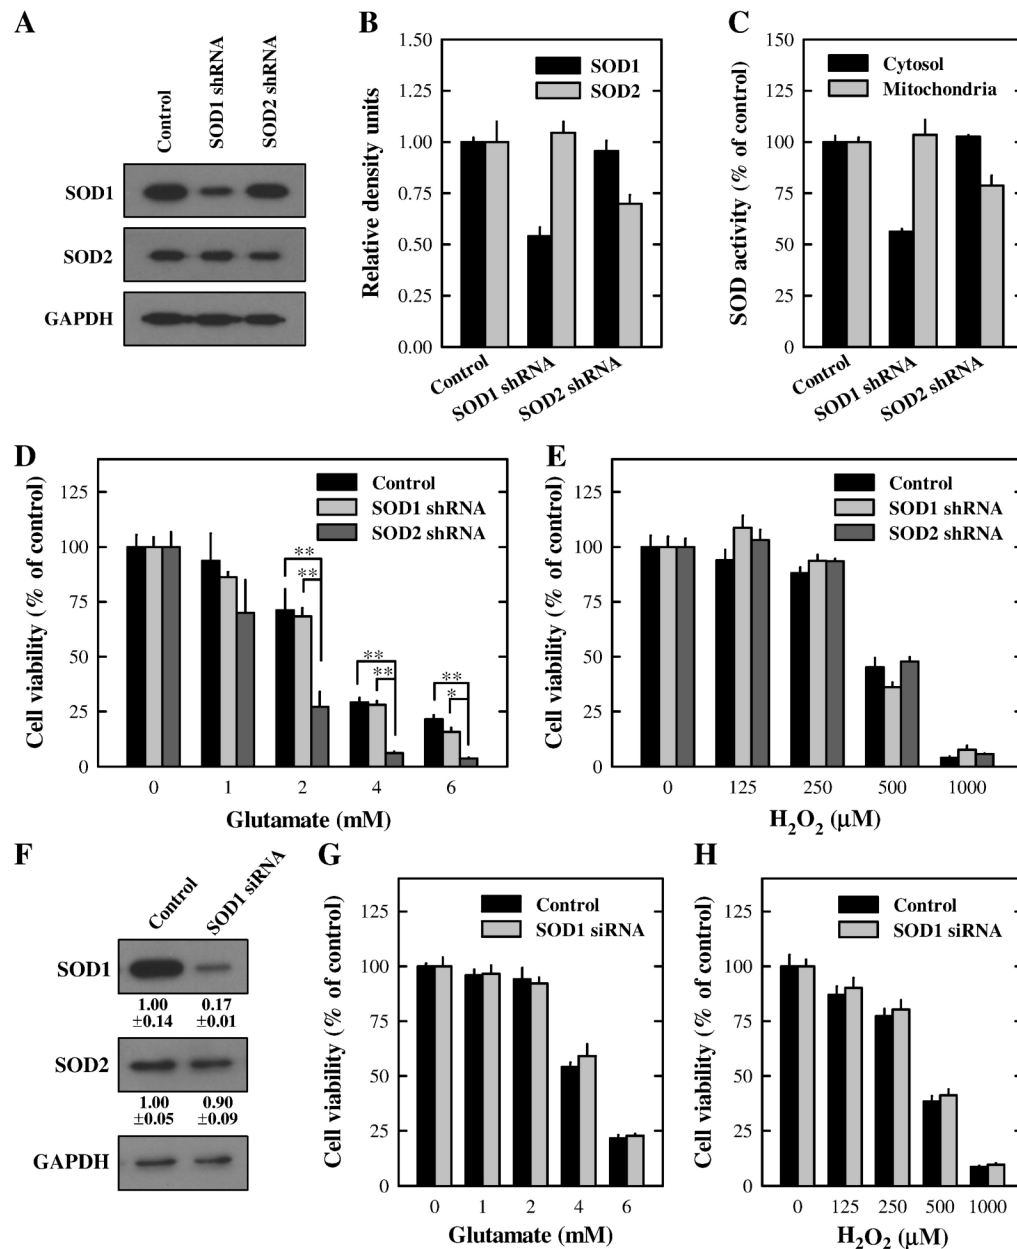 A
Control
SOD1 shRNA
SOD2 shRNA
SOD1
SOD2
GAPDH
B
Relative density units
1.50
1.25
1.00
0.75
0.50
0.25
0.00
SOD1
SOD2
Control
SOD1 shRNA
SOD2 shRNA
C
SOD activity (% of control)
150
125
100
75
50
25
0
Cytosol
Mitochondria
Control
SOD1 shRNA
SOD2 shRNA
D
Cell viability (% of control)
125
100
75
50
25
0
Control
SOD1 shRNA
SOD2 shRNA
**
**
**
**
**
*
0 1 2 4 6
Glutamate (mM)
E
Cell viability (% of control)
125
100
75
50
25
0
Control
SOD1 shRNA
SOD2 shRNA
0 125 250 500 1000
H₂O₂ (μM)
F
Control
SOD1 siRNA
SOD1
1.00 0.17
±0.14 ±0.01
SOD2
1.00 0.90
±0.05 ±0.09
GAPDH
G
Cell viability (% of control)
125
100
75
50
25
0
Control
SOD1 siRNA
0 1 2 4 6
Glutamate (mM)
H
Cell viability (% of control)
125
100
75
50
25
0
Control
SOD1 siRNA
0 125 250 500 1000
H₂O₂ (μM)